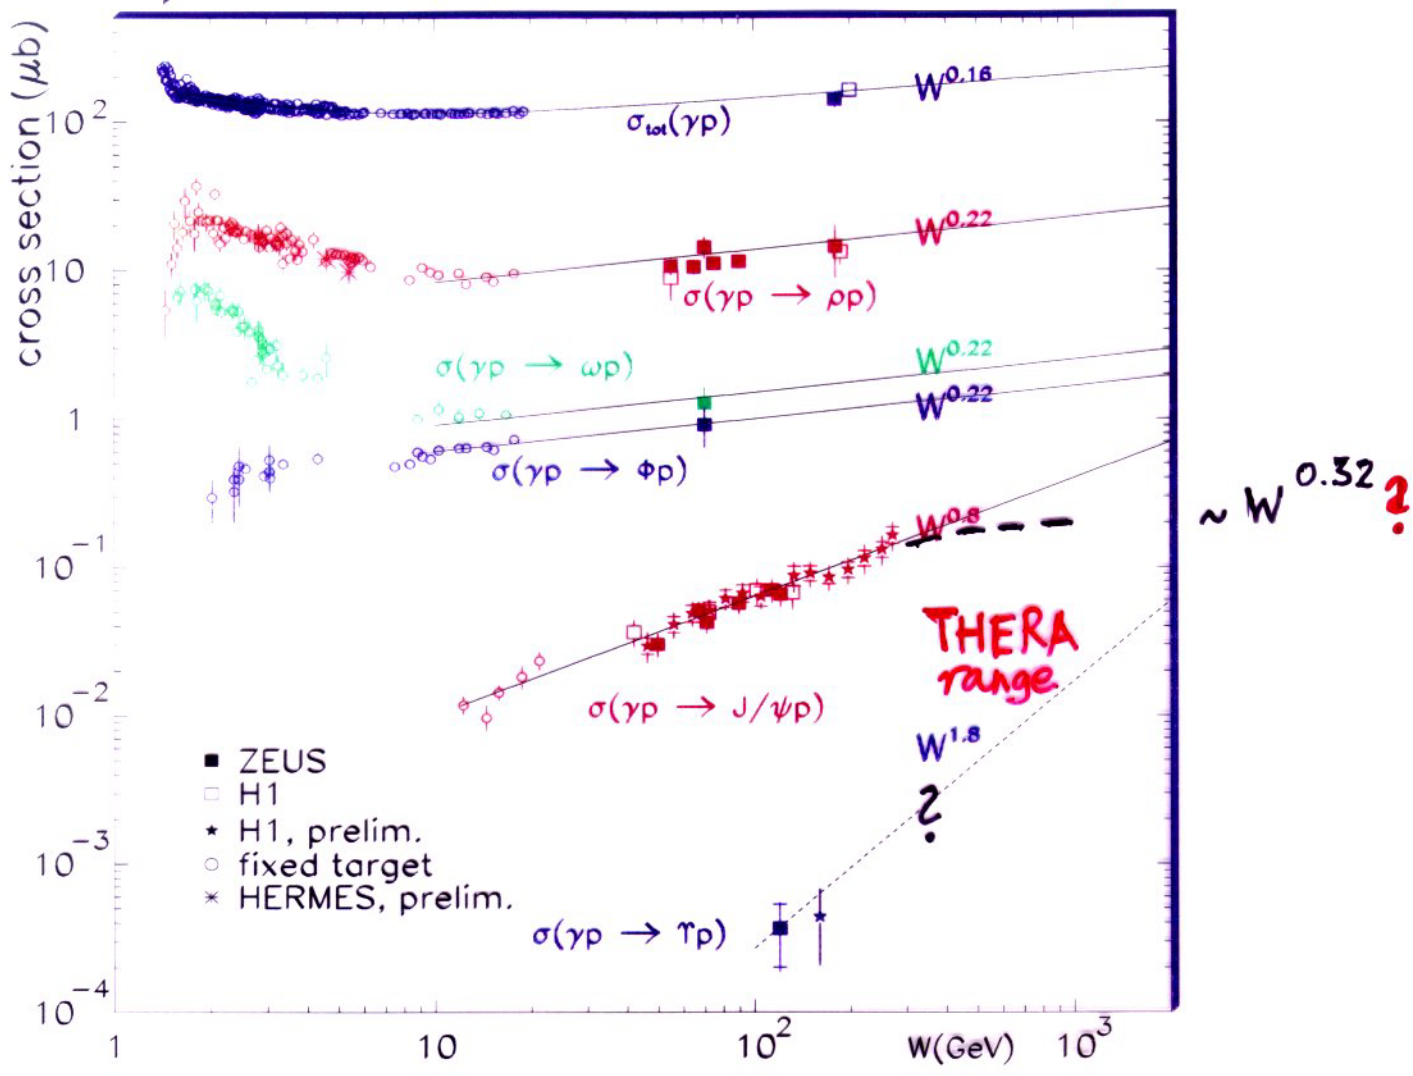 cross section (μb)
10²
10
1
10⁻¹
10⁻²
10⁻³
10⁻⁴
σtot(γp)
W^0.16
W^0.22
σ(γp → ρp)
σ(γp → ωp)
W^0.22
W^0.22
σ(γp → Φp)
~ W^0.32 ?
W^0.8
THERA
range
σ(γp → J/ψp)
W^1.8
?
ZEUS
H1
H1, prelim.
fixed target
HERMES, prelim.
σ(γp → Υp)
1 10 10² W(GeV) 10³